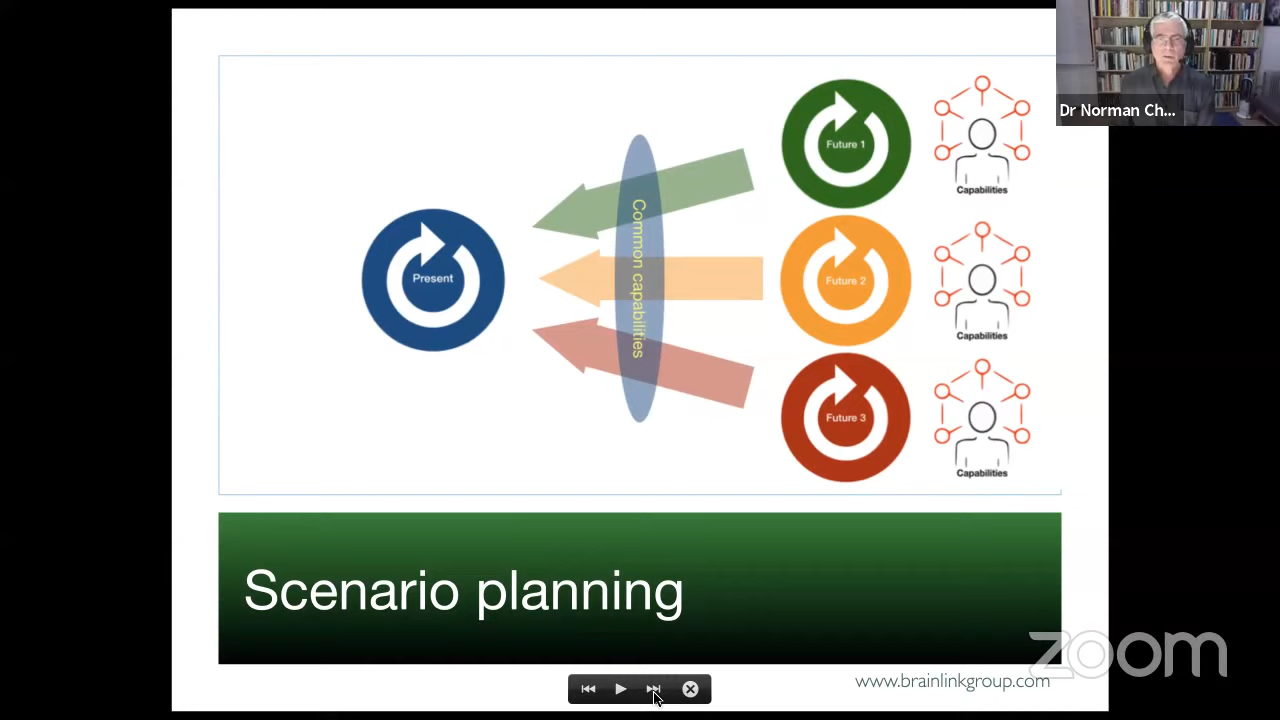 Dr Norman Ch...
Future 1
Capabilities
Common capabilities
Present
Future 2
Capabilities
Future 3
Capabilities
Scenario planning
zoom
www.brainlinkgroup.com